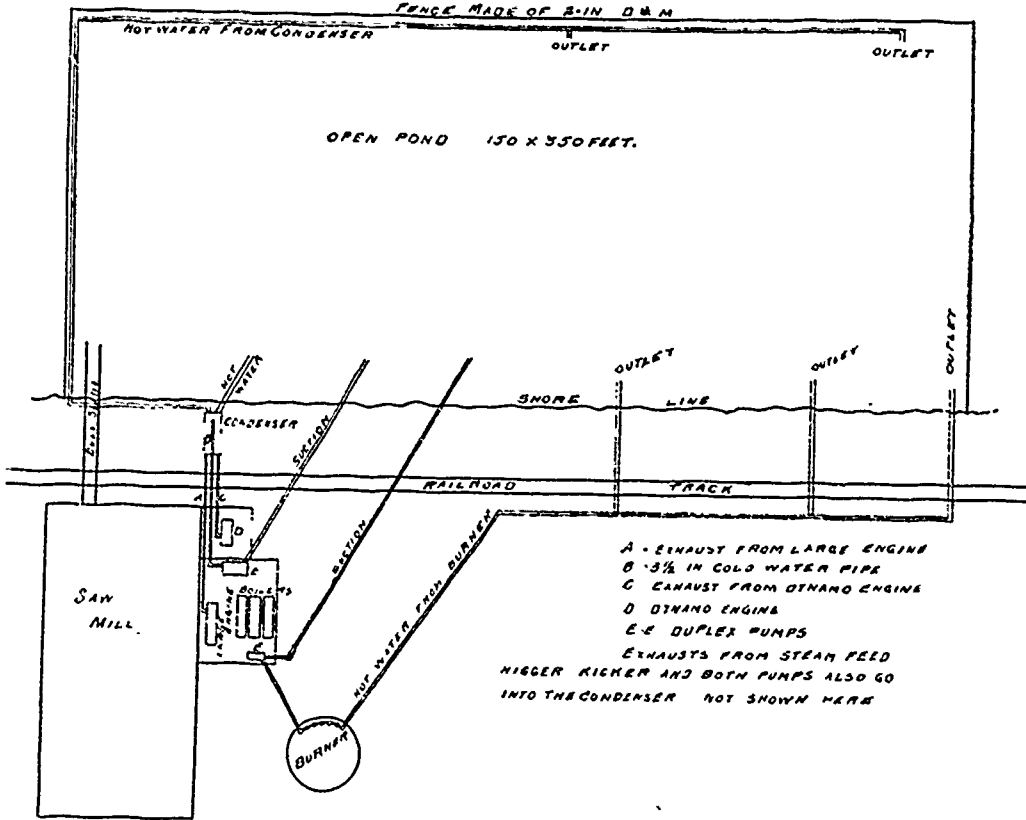 FENCE MADE OF 2-IN D & M
HOT WATER FROM CONDENSER
OUTLET
OUTLET
OPEN POND 150 X 350 FEET.
HOT WATER
SUCTION
SUCTION
OUTLET
OUTLET
OUTLET
SHORE LINE
CONDENSER
B
RAILROAD TRACK
A C
D
E
SAW
MILL.
LARGE ENGINE
BOILERS
E
HOT WATER FROM BURNER
BURNER
A - EXHAUST FROM LARGE ENGINE
B - 3½ IN COLD WATER PIPE
C EXHAUST FROM DYNAMO ENGINE
D DYNAMO ENGINE
E-E DUPLEX PUMPS
EXHAUSTS FROM STEAM FEED
NIGGER KICKER AND BOTH PUMPS ALSO GO
INTO THE CONDENSER NOT SHOWN HERE